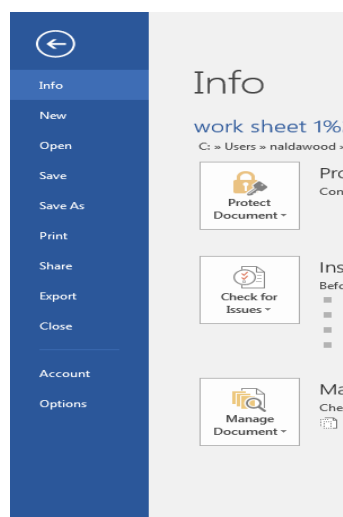 Info
New
Open
Save
Save As
Print
Share
Export
Close
Account
Options
Info
work sheet 1%
C: » Users » naldawood »
Protect
Document
Pro
Con
Check for
Issues
Ins
Befo
Manage
Document
Ma
Che